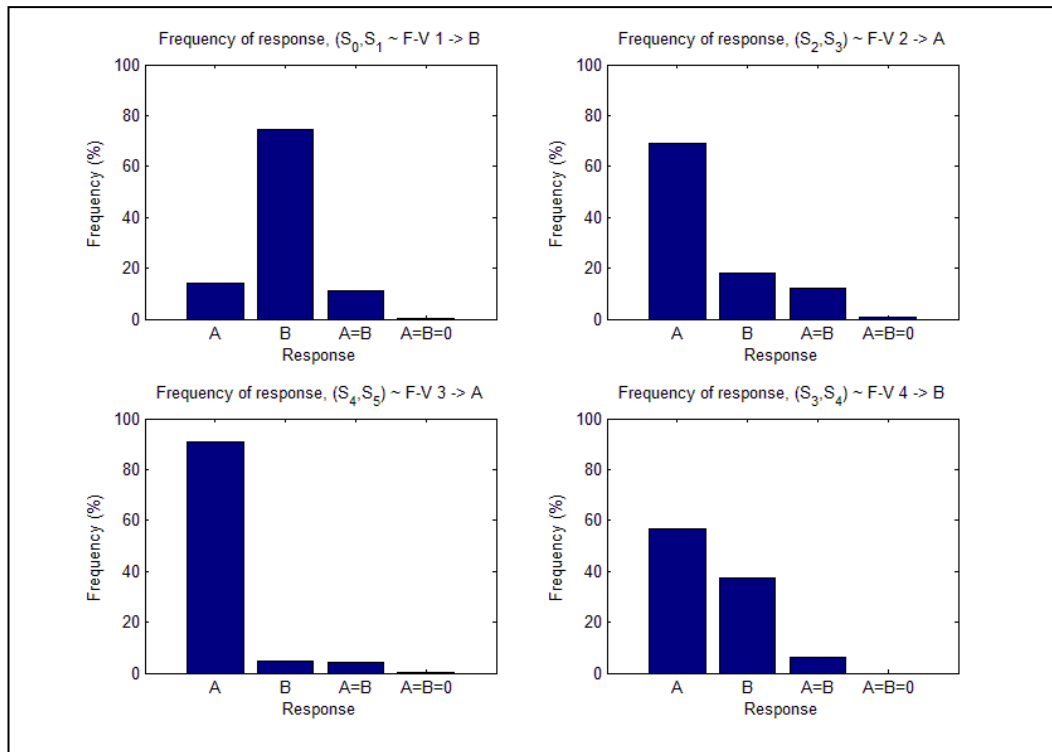 Frequency of response, (S0,S1 ~ F-V 1 -> B
100
80
60
40
20
0
Frequency (%)
A B A=B A=B=0
Response
Frequency of response, (S2,S3) ~ F-V 2 -> A
100
80
60
40
20
0
Frequency (%)
A B A=B A=B=0
Response
Frequency of response, (S4,S5) ~ F-V 3 -> A
100
80
60
40
20
0
Frequency (%)
A B A=B A=B=0
Response
Frequency of response, (S3,S4) ~ F-V 4 -> B
100
80
60
40
20
0
Frequency (%)
A B A=B A=B=0
Response